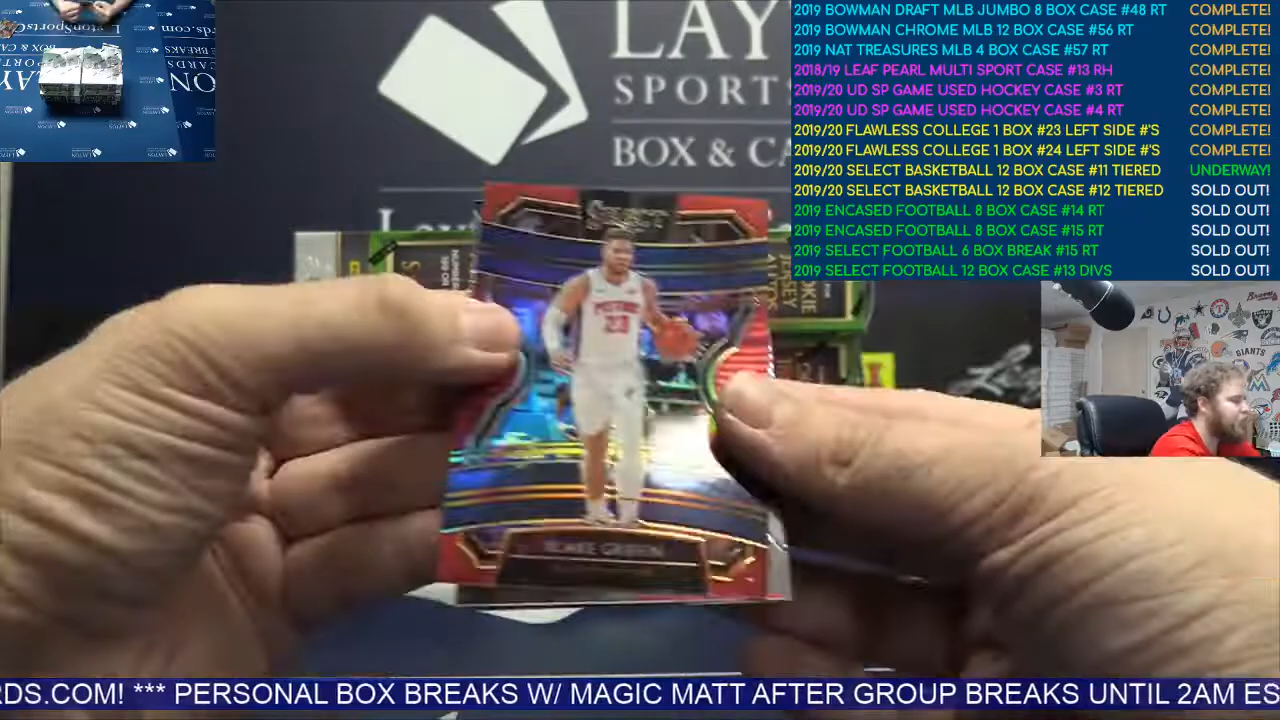 2019 BOWMAN DRAFT MLB JUMBO 8 BOX CASE #48 RT COMPLETE!
2019 BOWMAN CHROME MLB 12 BOX CASE #56 RT COMPLETE!
2019 NAT TREASURES MLB 4 BOX CASE #57 RT COMPLETE!
2018/19 LEAF PEARL MULTI SPORT CASE #13 RH COMPLETE!
2019/20 UD SP GAME USED HOCKEY CASE #3 RT COMPLETE!
2019/20 UD SP GAME USED HOCKEY CASE #4 RT COMPLETE!
2019/20 FLAWLESS COLLEGE 1 BOX #23 LEFT SIDE #'S COMPLETE!
2019/20 FLAWLESS COLLEGE 1 BOX #24 LEFT SIDE #'S COMPLETE!
2019/20 SELECT BASKETBALL 12 BOX CASE #11 TIERED UNDERWAY!
2019/20 SELECT BASKETBALL 12 BOX CASE #12 TIERED SOLD OUT!
2019 ENCASED FOOTBALL 8 BOX CASE #14 RT SOLD OUT!
2019 ENCASED FOOTBALL 8 BOX CASE #15 RT SOLD OUT!
2019 SELECT FOOTBALL 6 BOX BREAK #15 RT SOLD OUT!
2019 SELECT FOOTBALL 12 BOX CASE #13 DIVS SOLD OUT!
LAY
SPORTS
BOX & CA
JERSEY
AUTOS
PISTONS
23
GIANTS
RDS.COM! *** PERSONAL BOX BREAKS W/ MAGIC MATT AFTER GROUP BREAKS UNTIL 2AM ES